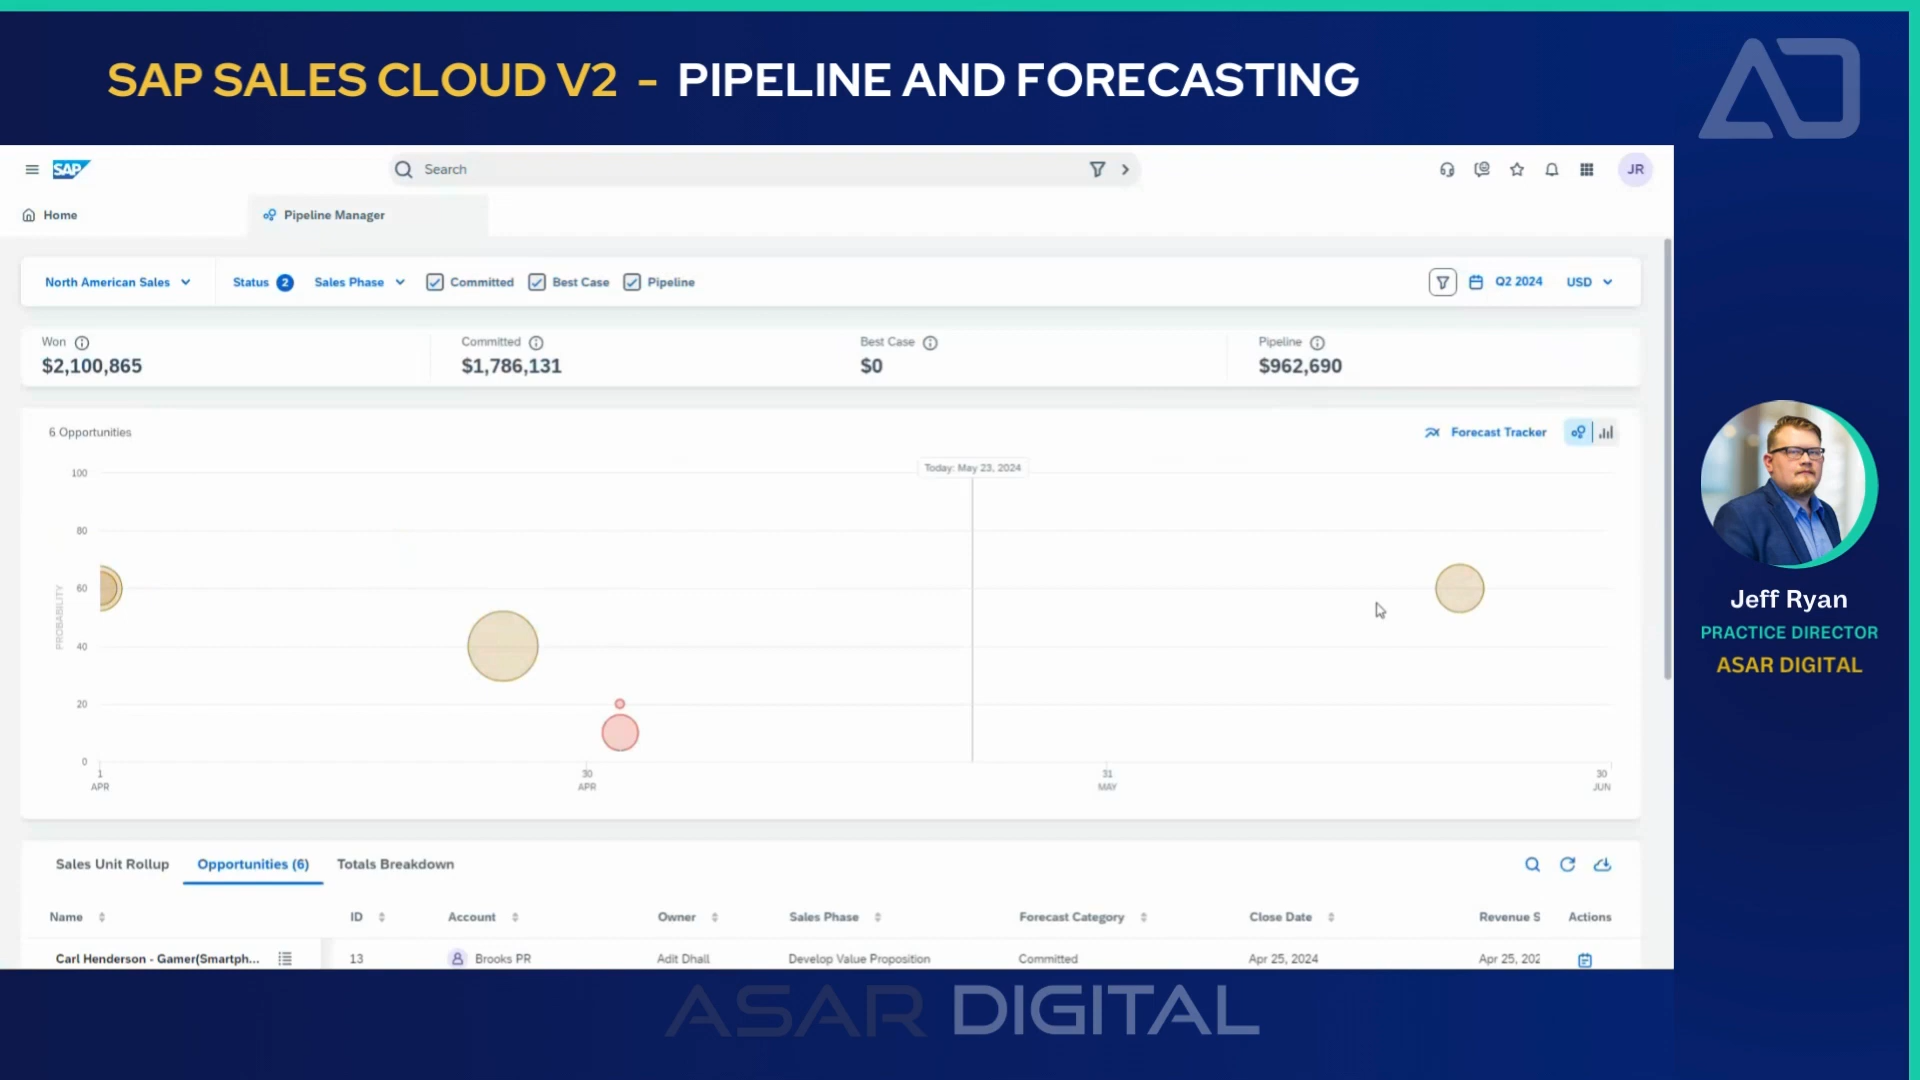 SAP SALES CLOUD V2 - PIPELINE AND FORECASTING
SAP
Search
JR
Home
Pipeline Manager
North American Sales
Status 2
Sales Phase
Committed
Best Case
Pipeline
Q2 2024
USD
Won
$2,100,865
Committed
$1,786,131
Best Case
$0
Pipeline
$962,690
6 Opportunities
Forecast Tracker
Today: May 23, 2024
100
80
60
40
20
0
PROBABILITY
1 APR
30 APR
31 MAY
30 JUN
Sales Unit Rollup
Opportunities (6)
Totals Breakdown
Name ID Account Owner Sales Phase Forecast Category Close Date Revenue S Actions
Carl Henderson - Gamer(Smartph... 13 Brooks PR Adit Dhall Develop Value Proposition Committed Apr 25, 2024 Apr 25, 202
Jeff Ryan
PRACTICE DIRECTOR
ASAR DIGITAL
ASAR DIGITAL